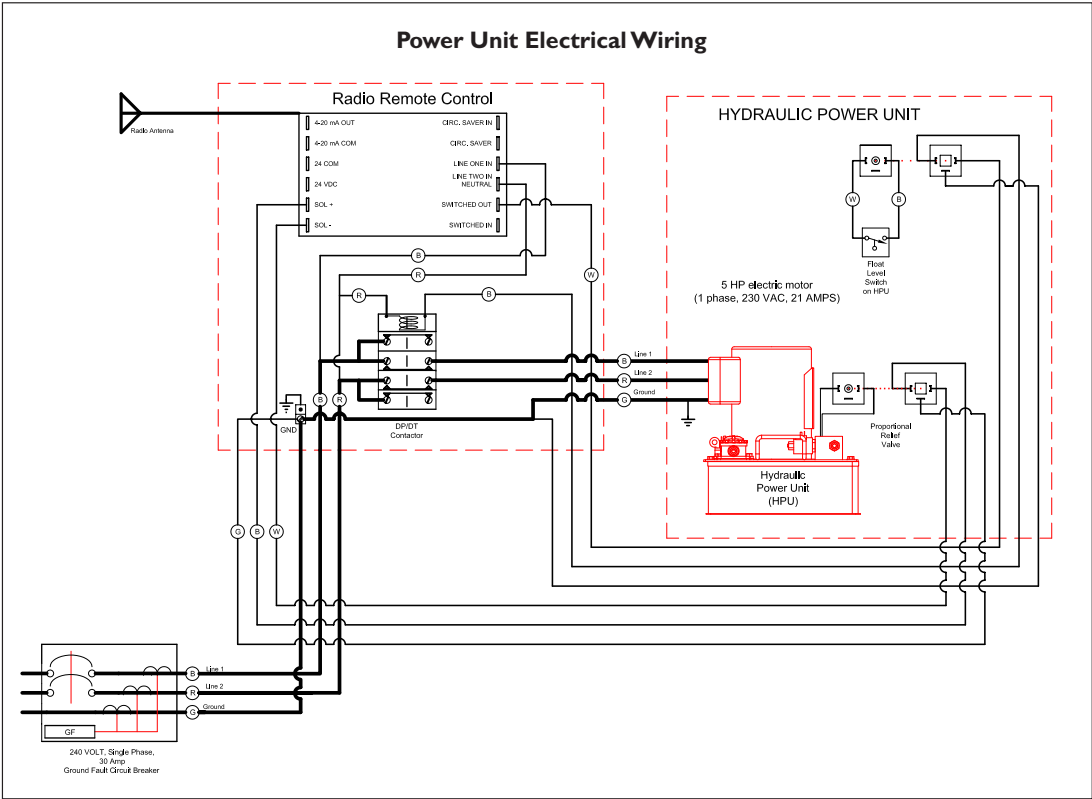 Power Unit Electrical Wiring
Radio Remote Control
Radio Antenna
4-20 mA OUT
4-20 mA COM
24 COM
24 VDC
SOL +
SOL -
CIRC. SAVER IN
CIRC. SAVER
LINE ONE IN
LINE TWO IN
NEUTRAL
SWITCHED OUT
SWITCHED IN
HYDRAULIC POWER UNIT
W
B
Float
Level
Switch
on HPU
B
R
W
R
B
5 HP electric motor
(1 phase, 230 VAC, 21 AMPS)
B
Line 1
R
Line 2
G
Ground
B
R
GND
DP/DT
Contactor
Proportional
Relief
Valve
Hydraulic
Power Unit
(HPU)
G
B
W
B
Line 1
R
Line 2
G
Ground
GF
240 VOLT, Single Phase,
30 Amp
Ground Fault Circuit Breaker